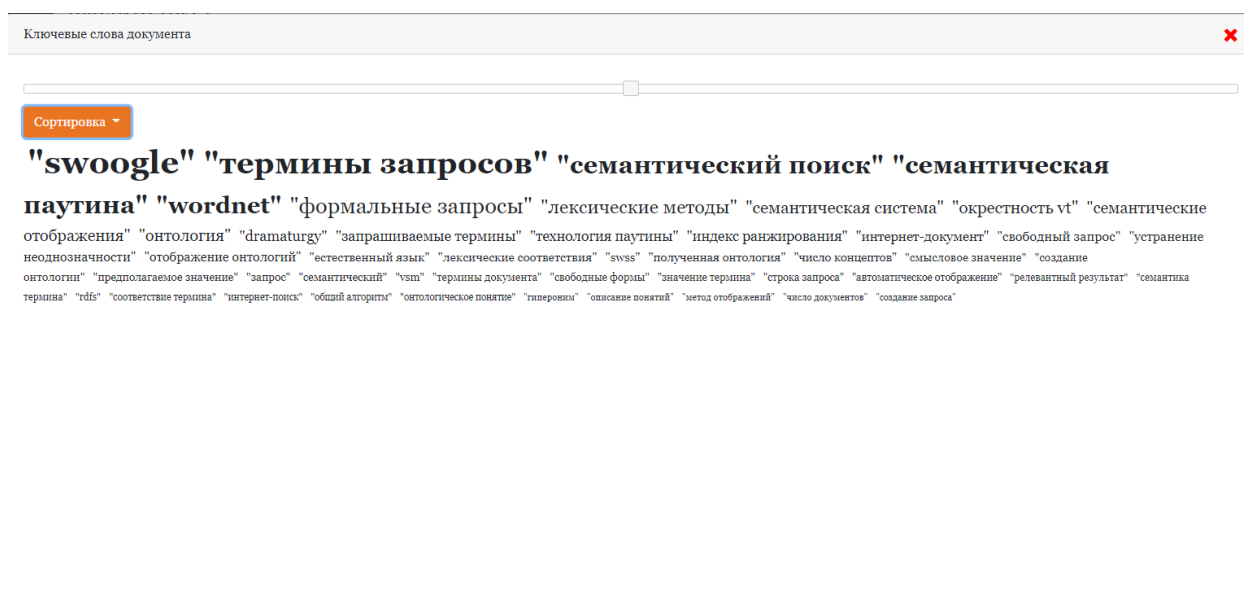 Ключевые слова документа
Сортировка
"swoogle" "термины запросов" "семантический поиск" "семантическая
паутина" "wordnet" "формальные запросы" "лексические методы" "семантическая система" "окрестность vt" "семантические
отображения" "онтология" "dramaturgy" "запрашиваемые термины" "технология паутины" "индекс ранжирования" "интернет-документ" "свободный запрос" "устранение
неоднозначности" "отображение онтологий" "естественный язык" "лексические соответствия" "swss" "полученная онтология" "число концептов" "смысловое значение" "создание
онтологии" "предполагаемое значение" "запрос" "семантический" "vsm" "термины документа" "свободные формы" "значение термина" "строка запроса" "автоматическое отображение" "релевантный результат" "семантика
термина" "rdfs" "соответствие термина" "интернет-поиск" "общий алгоритм" "онтологическое понятие" "гипероним" "описание понятий" "метод отображений" "число документов" "создание запроса"